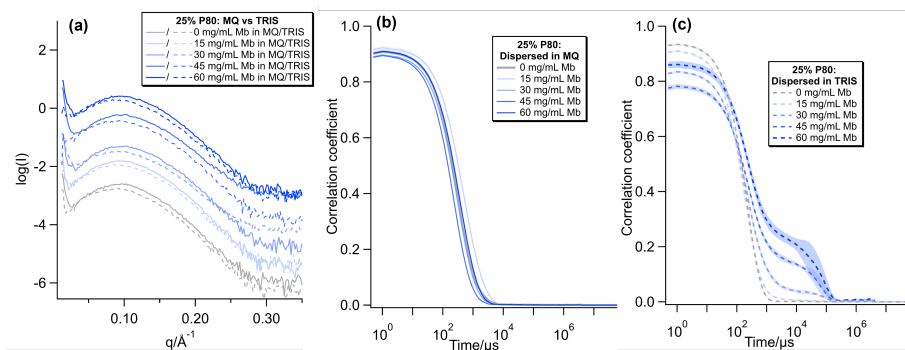 (a)
25% P80: MQ vs TRIS
/ 0 mg/mL Mb in MQ/TRIS
/ 15 mg/mL Mb in MQ/TRIS
/ 30 mg/mL Mb in MQ/TRIS
/ 45 mg/mL Mb in MQ/TRIS
/ 60 mg/mL Mb in MQ/TRIS
log(I)
2
0
-2
-4
-6
0.10
0.20
0.30
q/Å⁻¹
(b)
25% P80:
Dispersed in MQ
0 mg/mL Mb
15 mg/mL Mb
30 mg/mL Mb
45 mg/mL Mb
60 mg/mL Mb
Correlation coefficient
1.0
0.8
0.6
0.4
0.2
0.0
10⁰
10²
10⁴
10⁶
Time/µs
(c)
25% P80:
Dispersed in TRIS
0 mg/mL Mb
15 mg/mL Mb
30 mg/mL Mb
45 mg/mL Mb
60 mg/mL Mb
Correlation coefficient
1.0
0.8
0.6
0.4
0.2
0.0
10⁰
10²
10⁴
10⁶
Time/µs